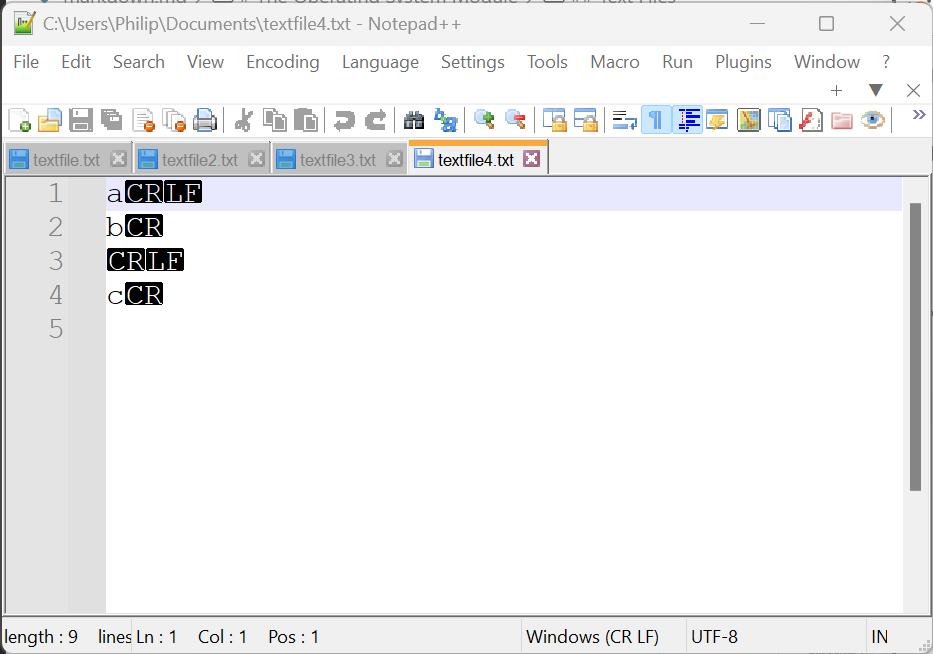 C:\Users\Philip\Documents\textfile4.txt - Notepad++
File Edit Search View Encoding Language Settings Tools Macro Run Plugins Window ?
textfile.txt textfile2.txt textfile3.txt textfile4.txt
1 aCRLF
2 bCR
3 CRLF
4 cCR
5
length : 9 lines Ln : 1 Col : 1 Pos : 1 Windows (CR LF) UTF-8 IN